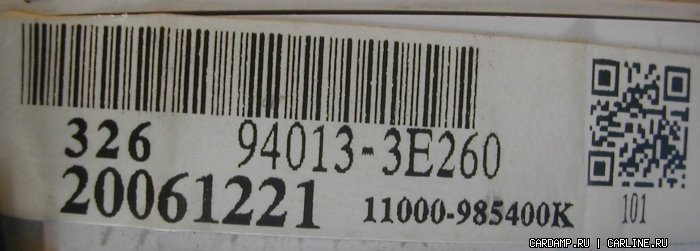 326 94013-3E260
20061221 11000-985400K 101
CARDAMP.RU | CARLINE.RU